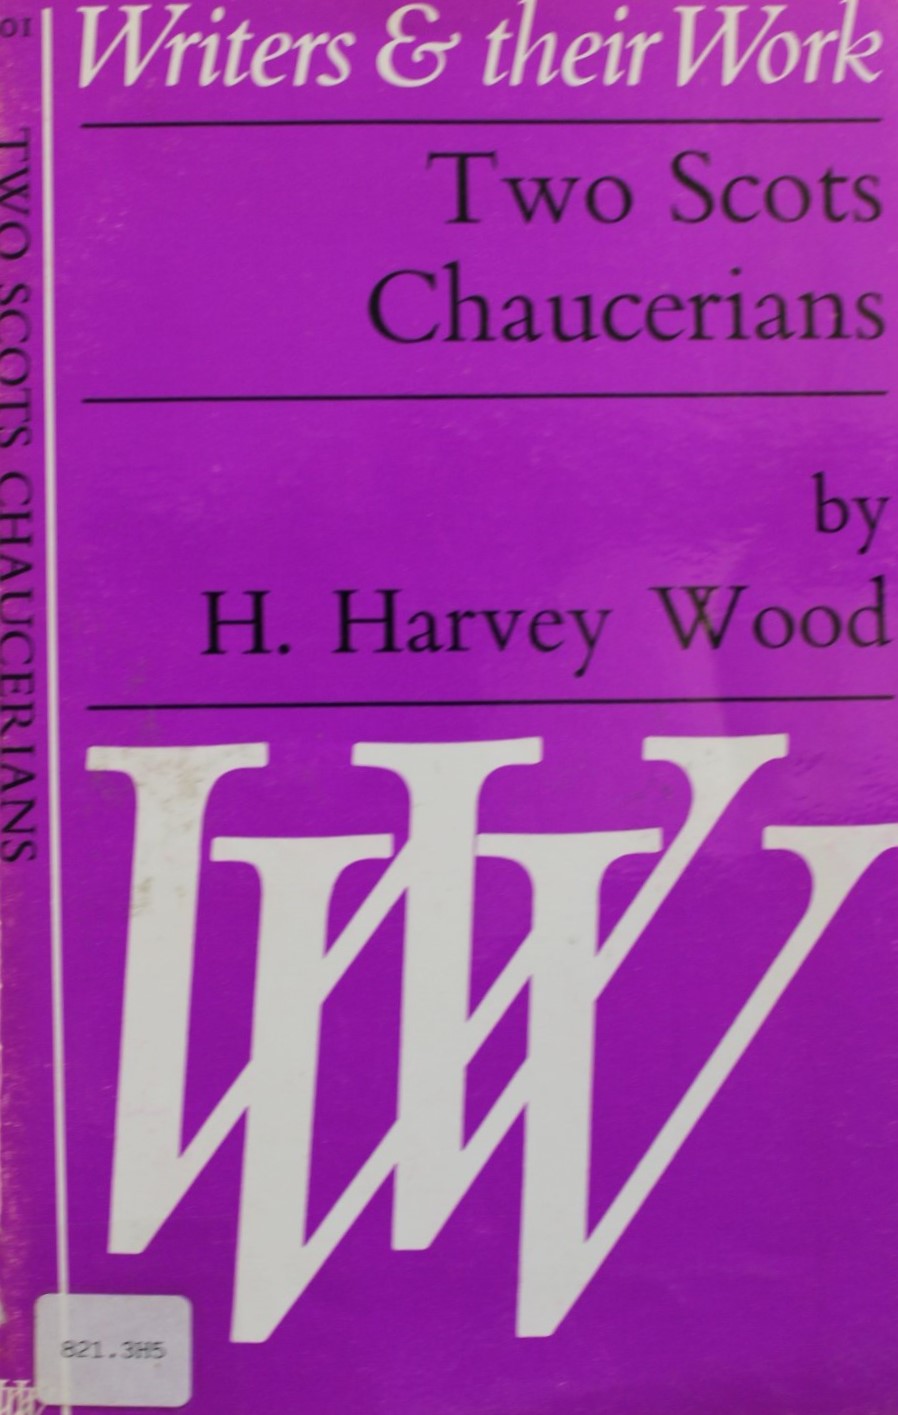 Writers & their Work
Two Scots
Chaucerians
by
H. Harvey Wood
WW
TWO SCOTS CHAUCERIANS
821.3H5